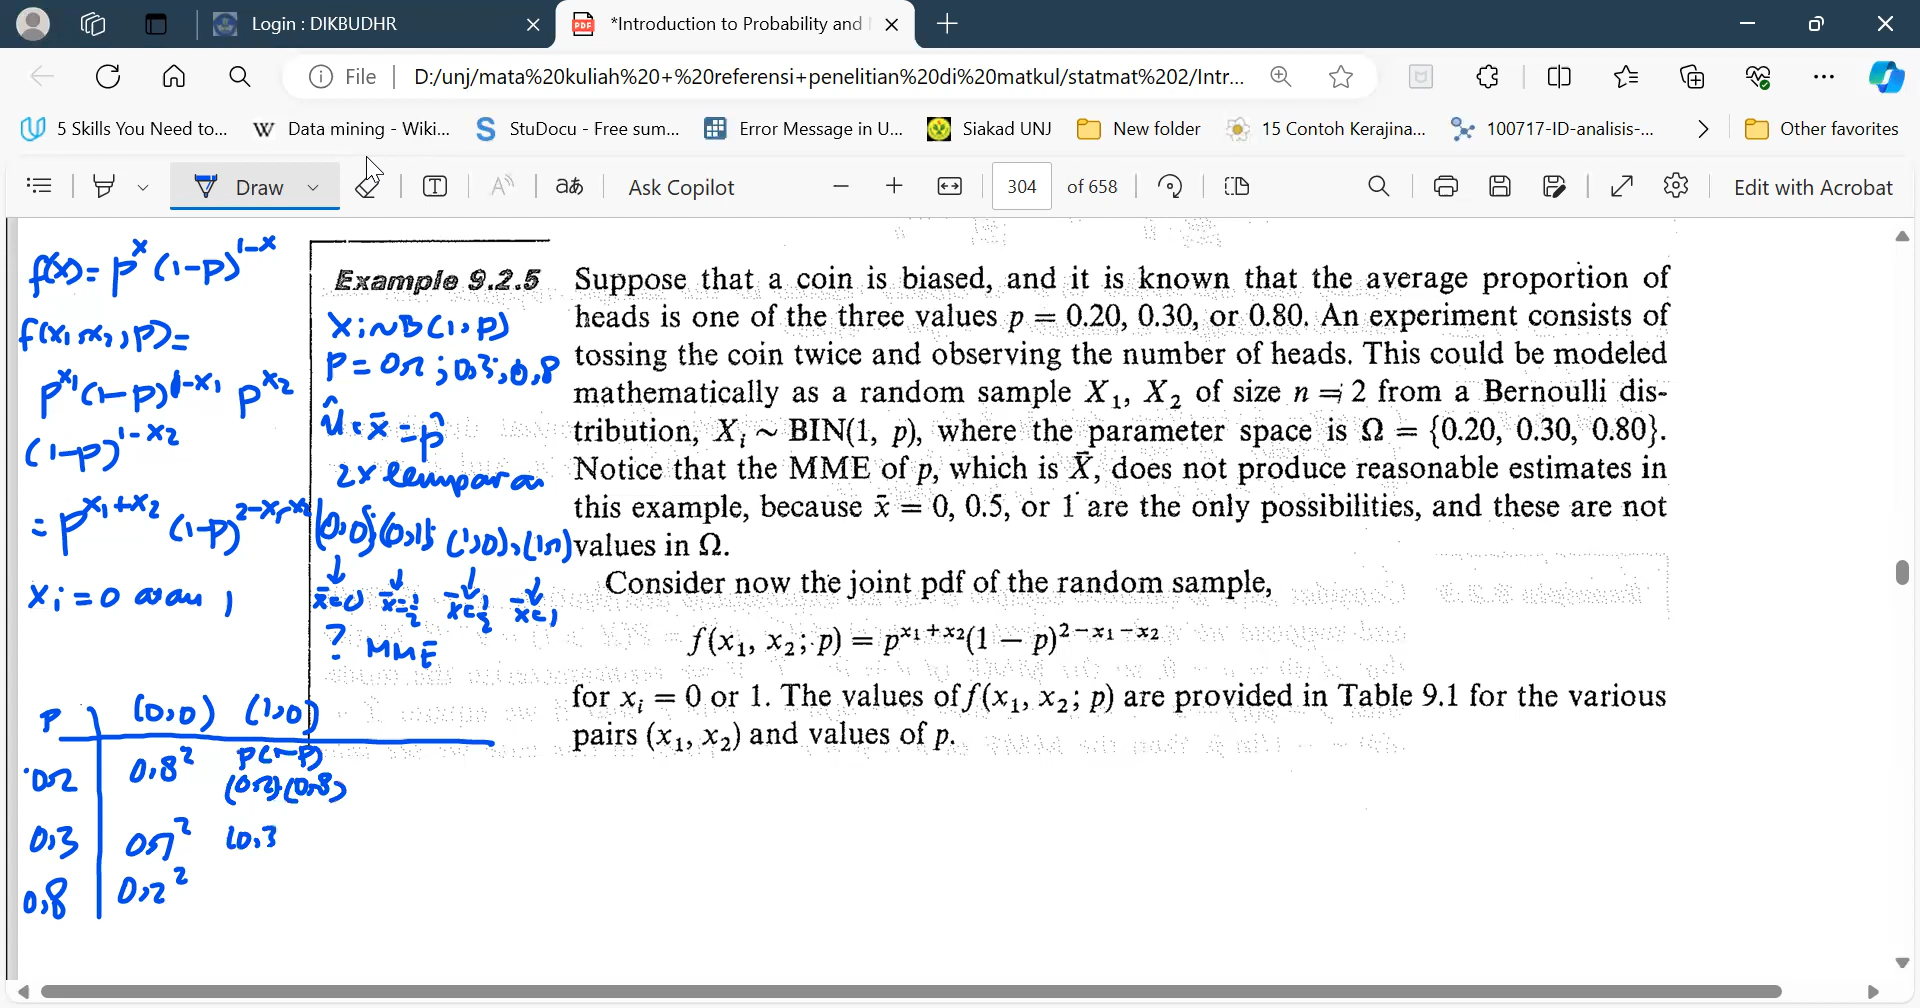 Login : DIKBUDHR
*Introduction to Probability and
File
D:/unj/mata%20kuliah%20+%20referensi+penelitian%20di%20matkul/statmat%202/Intr...
5 Skills You Need to...
Data mining - Wiki...
StuDocu - Free sum...
Error Message in U...
Siakad UNJ
New folder
15 Contoh Kerajina...
100717-ID-analisis-...
Other favorites
Draw
aあ
Ask Copilot
304 of 658
Edit with Acrobat
f(x)= p^x (1-p)^{1-x}
f(x1, x2, p)=
p^{x1}(1-p)^{1-x1} p^{x2}
(1-p)^{1-x2}
= p^{x1+x2} (1-p)^{2-x1-x2}
xi=0 atau 1
Example 9.2.5
Xi~B(1,p)
P=0,2;0,3;0,8
û=x̄=p̂
2x lemparan
(0,0);(0,1);(1,0),(1,1)
↓ ↓ ↓ ↓
x̄=0 x̄=1/2 x̄=1/2 x̄=1
? MME
Suppose that a coin is biased, and it is known that the average proportion of
heads is one of the three values p = 0.20, 0.30, or 0.80. An experiment consists of
tossing the coin twice and observing the number of heads. This could be modeled
mathematically as a random sample X₁, X₂ of size n = 2 from a Bernoulli dis-
tribution, Xᵢ ~ BIN(1, p), where the parameter space is Ω = {0.20, 0.30, 0.80}.
Notice that the MME of p, which is X̄, does not produce reasonable estimates in
this example, because x̄ = 0, 0.5, or 1 are the only possibilities, and these are not
values in Ω.
Consider now the joint pdf of the random sample,
f(x₁, x₂; p) = p^{x₁+x₂}(1 − p)^{2−x₁−x₂}
for xᵢ = 0 or 1. The values of f(x₁, x₂; p) are provided in Table 9.1 for the various
pairs (x₁, x₂) and values of p.
P (0,0) (1,0)
0,2 0,8² p(1-p)
(0,2)(0,8)
0,3 0,7² (0,3
0,8 0,2²